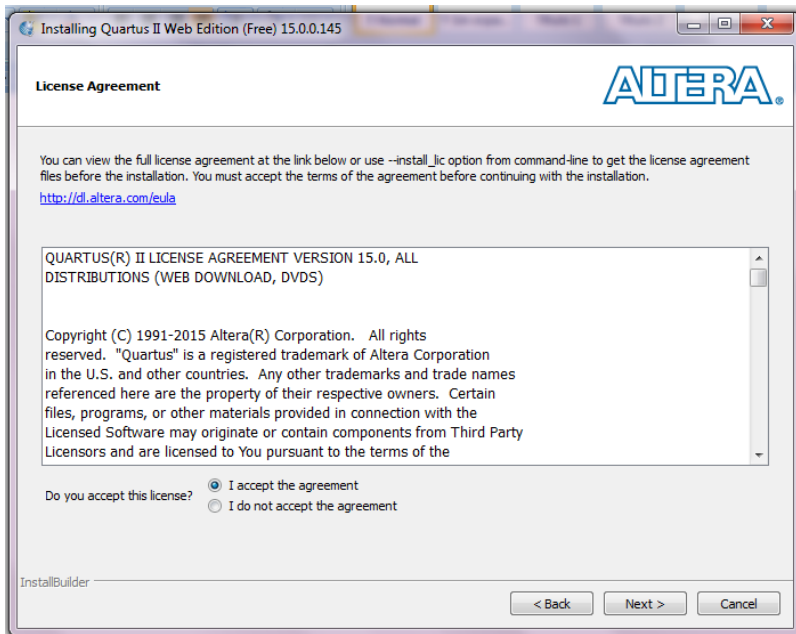 Installing Quartus II Web Edition (Free) 15.0.0.145
License Agreement
ALTERA®
You can view the full license agreement at the link below or use --install_lic option from command-line to get the license agreement
files before the installation. You must accept the terms of the agreement before continuing with the installation.
http://dl.altera.com/eula
QUARTUS(R) II LICENSE AGREEMENT VERSION 15.0, ALL
DISTRIBUTIONS (WEB DOWNLOAD, DVDS)
Copyright (C) 1991-2015 Altera(R) Corporation. All rights
reserved. "Quartus" is a registered trademark of Altera Corporation
in the U.S. and other countries. Any other trademarks and trade names
referenced here are the property of their respective owners. Certain
files, programs, or other materials provided in connection with the
Licensed Software may originate or contain components from Third Party
Licensors and are licensed to You pursuant to the terms of the
Do you accept this license?
I accept the agreement
I do not accept the agreement
InstallBuilder
< Back
Next >
Cancel